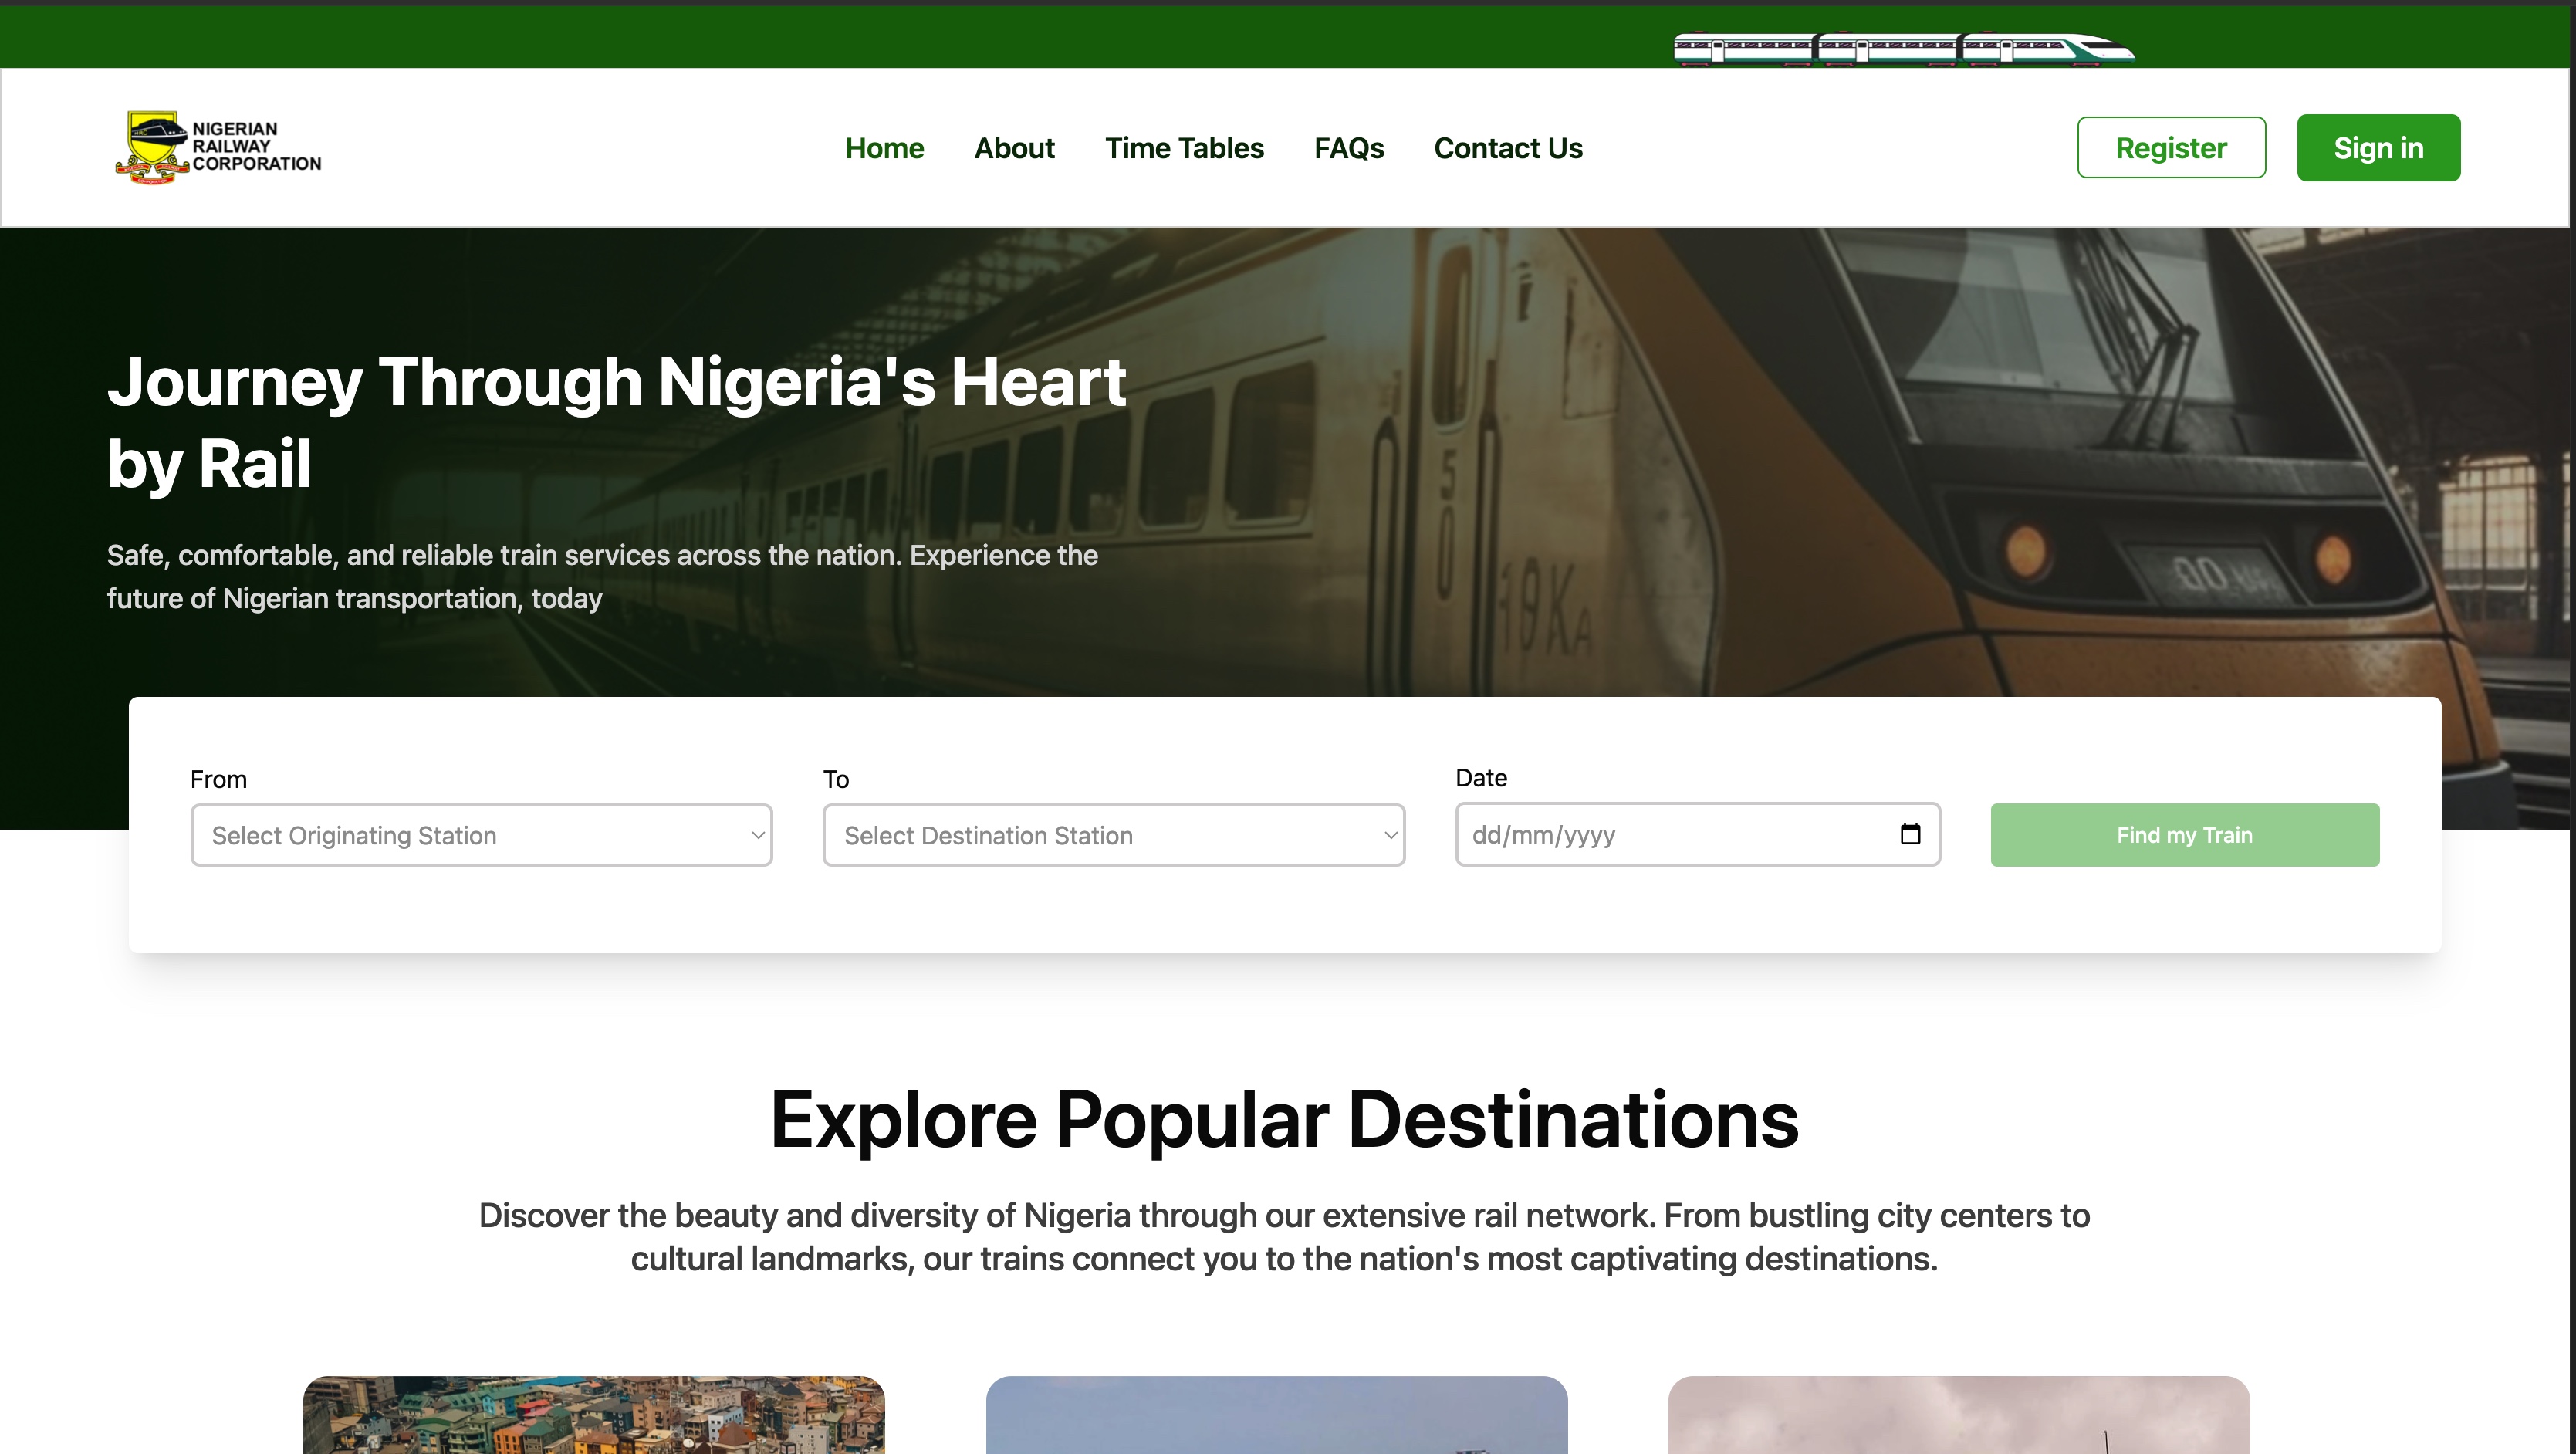 NIGERIAN
RAILWAY
CORPORATION
Home
About
Time Tables
FAQs
Contact Us
Register
Sign in
Journey Through Nigeria's Heart
by Rail
Safe, comfortable, and reliable train services across the nation. Experience the
future of Nigerian transportation, today
From
To
Date
Select Originating Station
Select Destination Station
dd/mm/yyyy
Find my Train
Explore Popular Destinations
Discover the beauty and diversity of Nigeria through our extensive rail network. From bustling city centers to
cultural landmarks, our trains connect you to the nation's most captivating destinations.